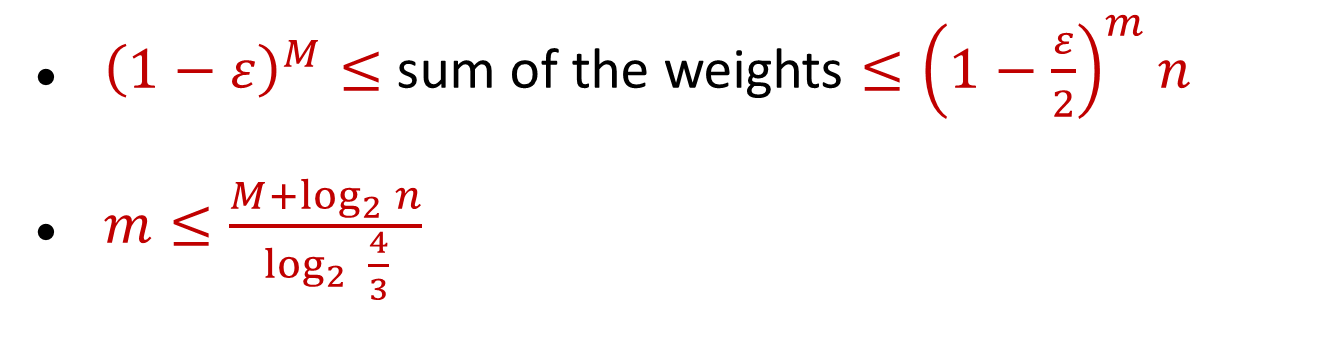 • (1 − ε)^M ≤ sum of the weights ≤ (1 − ε/2)^m n
• m ≤ (M+log₂ n)/(log₂ 4/3)